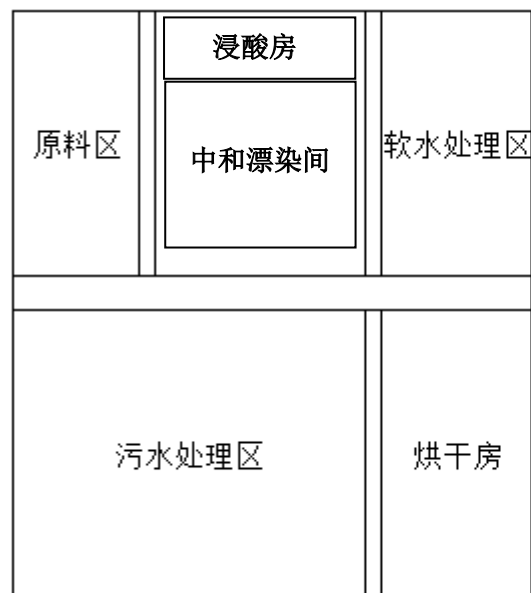 浸酸房
原料区
中和漂染间
软水处理区
污水处理区
烘干房